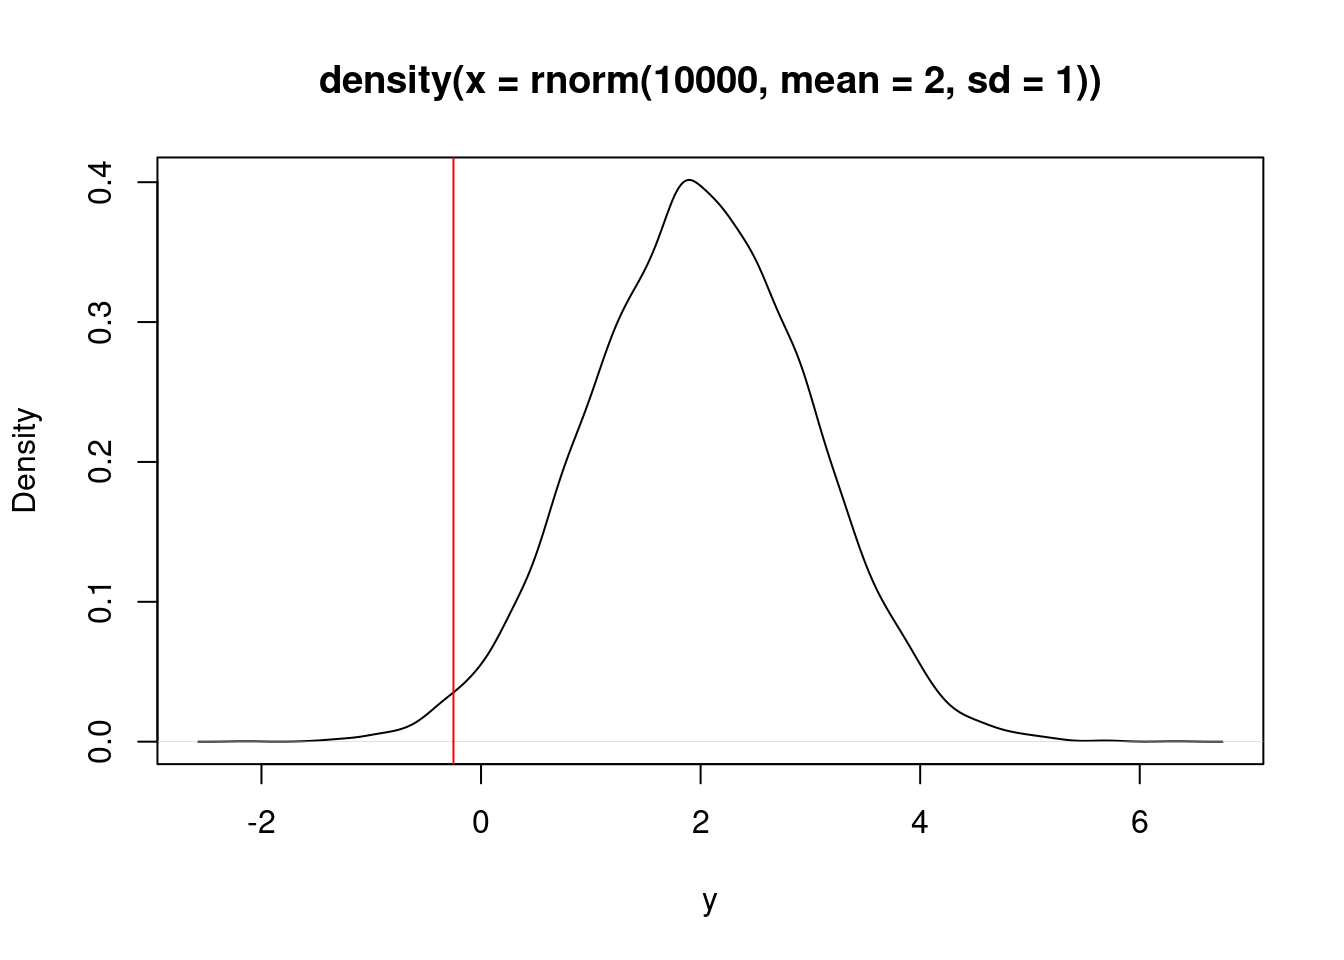 density(x = rnorm(10000, mean = 2, sd = 1))
Density
0.4
0.3
0.2
0.1
0.0
-2 0 2 4 6
y